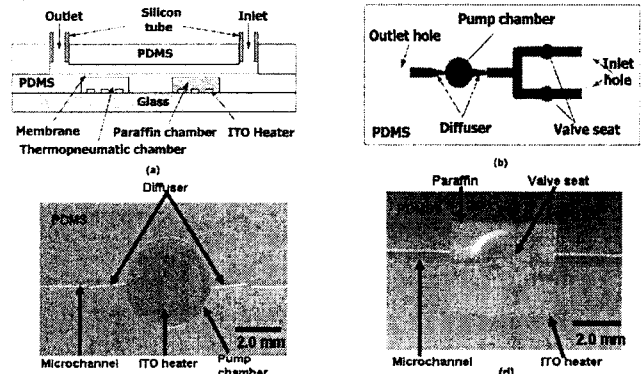 Outlet
Silicon
tube
Inlet
PDMS
PDMS
Glass
Membrane
Paraffin chamber
ITO Heater
Thermopneumatic chamber
(a)
Pump chamber
Outlet hole
Inlet
hole
Diffuser
Valve seat
PDMS
(b)
Diffuser
PDMS
2.0 mm
Microchannel
ITO heater
Pump
chamber
Paraffin
Valve seat
2.0 mm
Microchannel
ITO heater
(d)